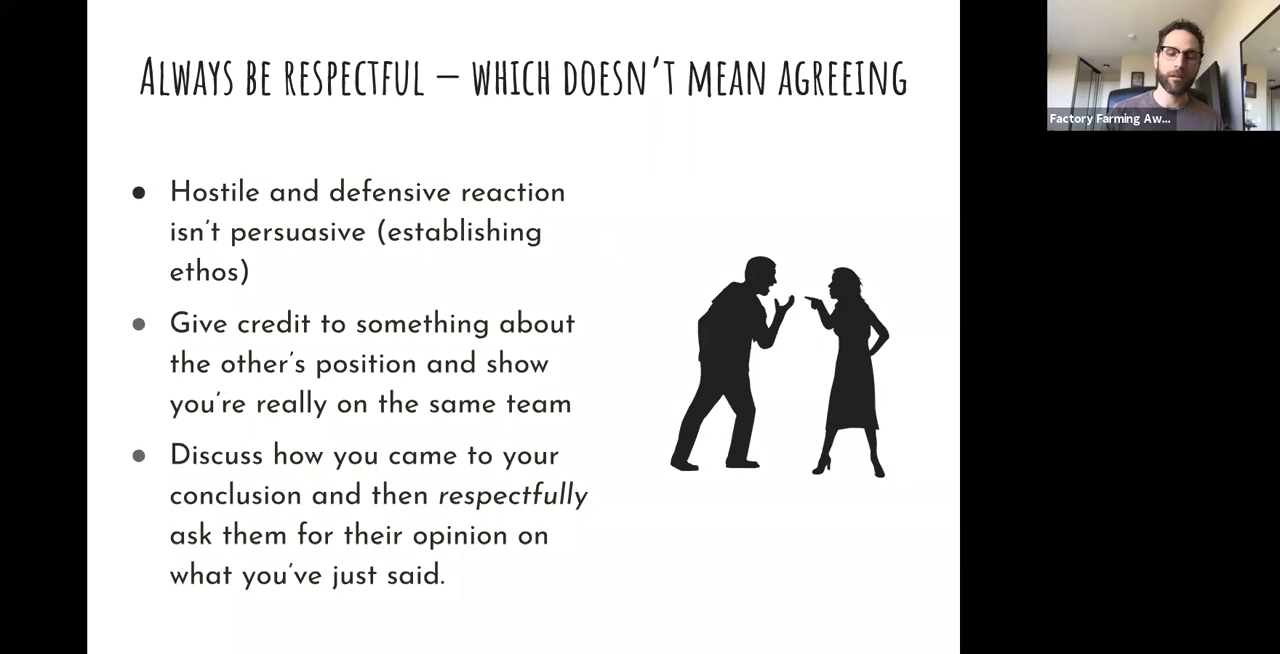 ALWAYS BE RESPECTFUL – WHICH DOESN'T MEAN AGREEING
Factory Farming Aw...
● Hostile and defensive reaction
isn't persuasive (establishing
ethos)
● Give credit to something about
the other's position and show
you're really on the same team
● Discuss how you came to your
conclusion and then respectfully
ask them for their opinion on
what you've just said.